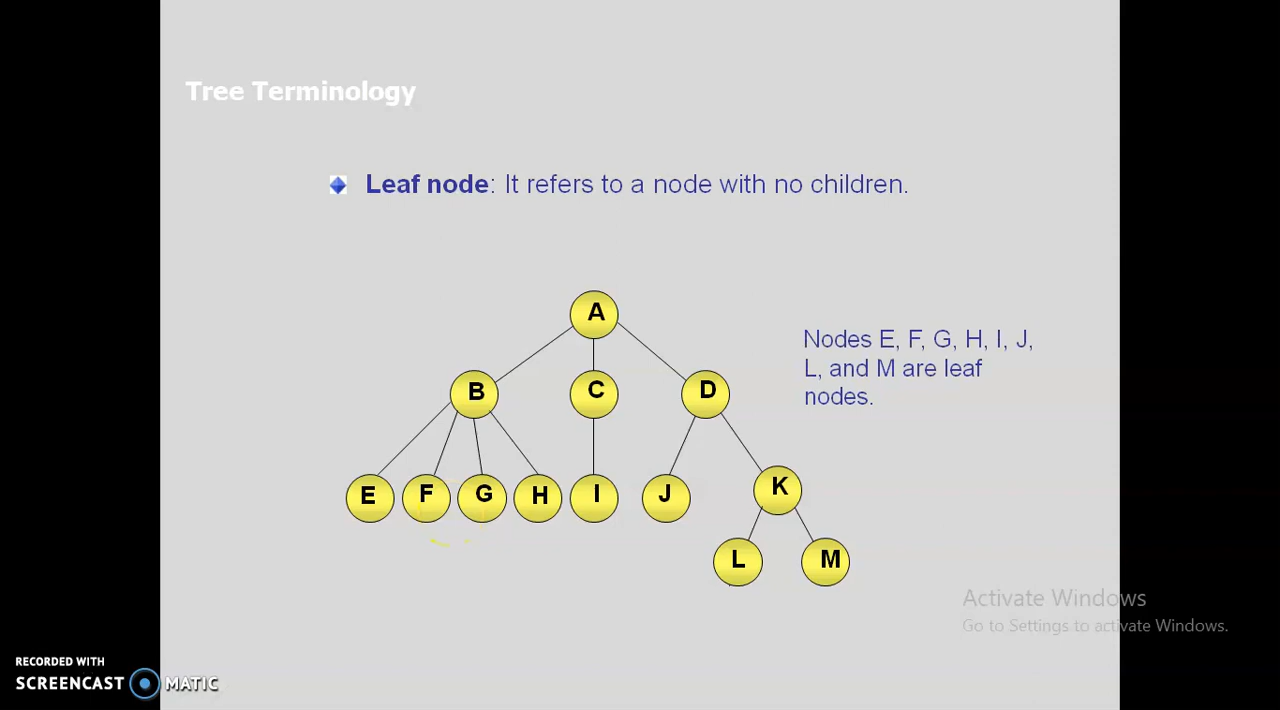 Tree Terminology
Leaf node: It refers to a node with no children.
A
Nodes E, F, G, H, I, J,
L, and M are leaf
nodes.
B C D
E F G H I J K
L M
Activate Windows
Go to Settings to activate Windows.
RECORDED WITH
SCREENCAST MATIC